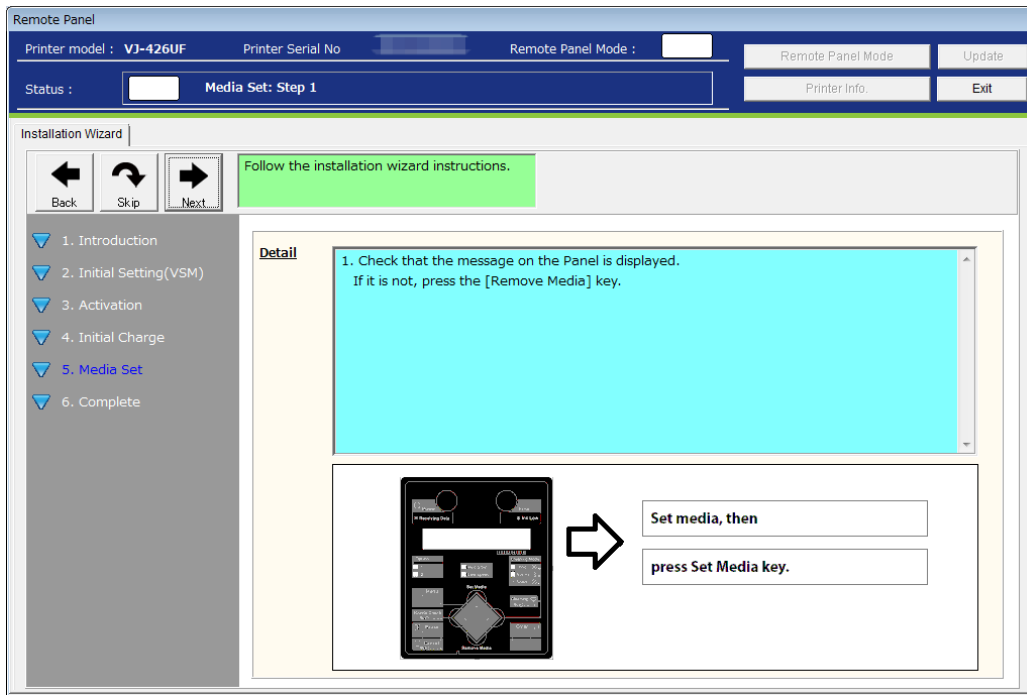 Remote Panel
Printer model : VJ-426UF Printer Serial No Remote Panel Mode :
Remote Panel Mode Update
Status : Media Set: Step 1
Printer Info. Exit
Installation Wizard
Back Skip Next
Follow the installation wizard instructions.
1. Introduction
2. Initial Setting(VSM)
3. Activation
4. Initial Charge
5. Media Set
6. Complete
Detail
1. Check that the message on the Panel is displayed.
If it is not, press the [Remove Media] key.
Set media, then
press Set Media key.
Remove Media